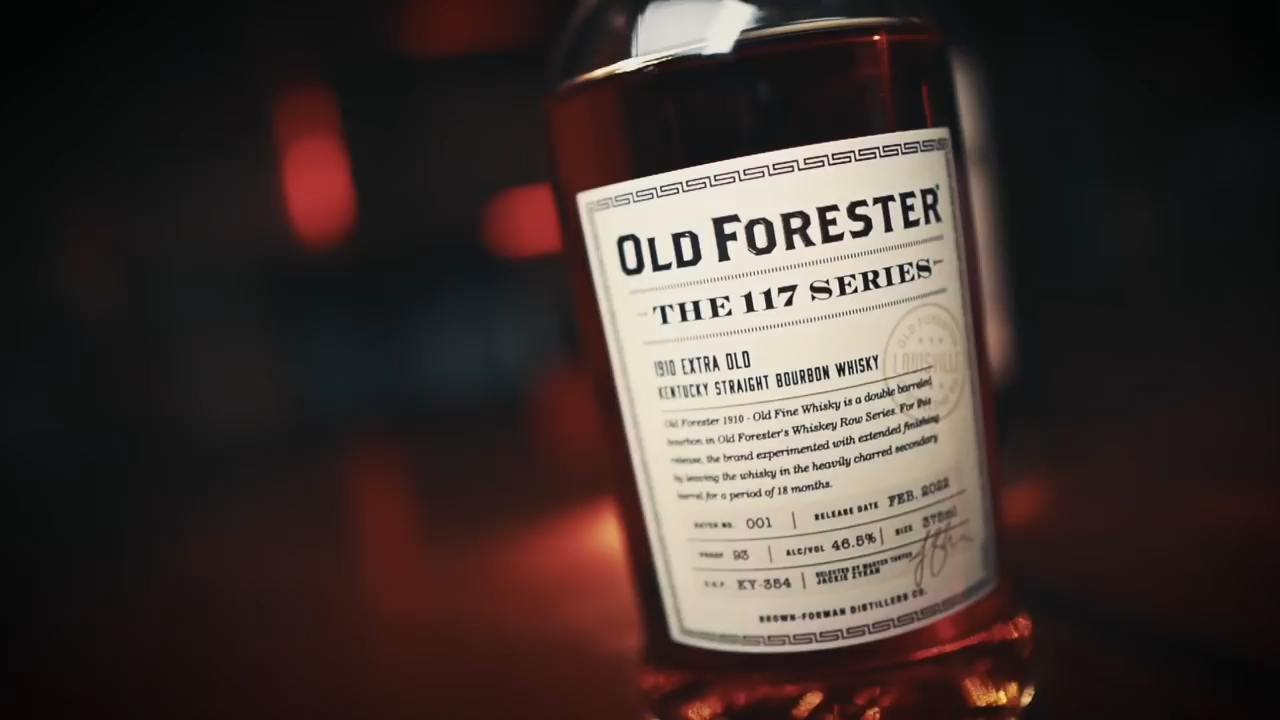 OLD FORESTER
THE 117 SERIES
1910 EXTRA OLD
KENTUCKY STRAIGHT BOURBON WHISKY
OLD FORESTER
LOUISVILLE
Old Forester 1910 - Old Fine Whisky is a double barreled
bourbon in Old Forester's Whiskey Row Series. For this
release, the brand experimented with extended finishing
by leaving the whisky in the heavily charred secondary
barrel for a period of 18 months.
BATCH NO. 001 | RELEASE DATE FEB. 2022
PROOF 93 | ALC/VOL 46.5% | SIZE 375ml
D.S.P. KY-354 | SELECTED BY MASTER TASTER
JACKIE ZYKAN
BROWN-FORMAN DISTILLERS CO.